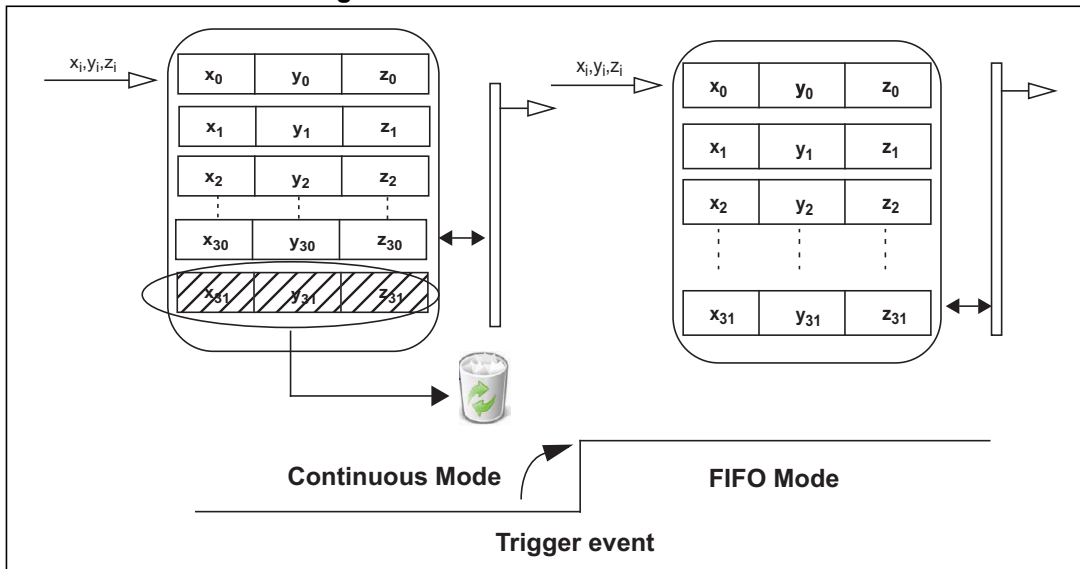 xᵢ,yᵢ,zᵢ
x₀ y₀ z₀
x₁ y₁ z₁
x₂ y₂ z₂
x₃₀ y₃₀ z₃₀
x₃₁ y₃₁ z₃₁
xᵢ,yᵢ,zᵢ
x₀ y₀ z₀
x₁ y₁ z₁
x₂ y₂ z₂
x₃₁ y₃₁ z₃₁
Continuous Mode
FIFO Mode
Trigger event